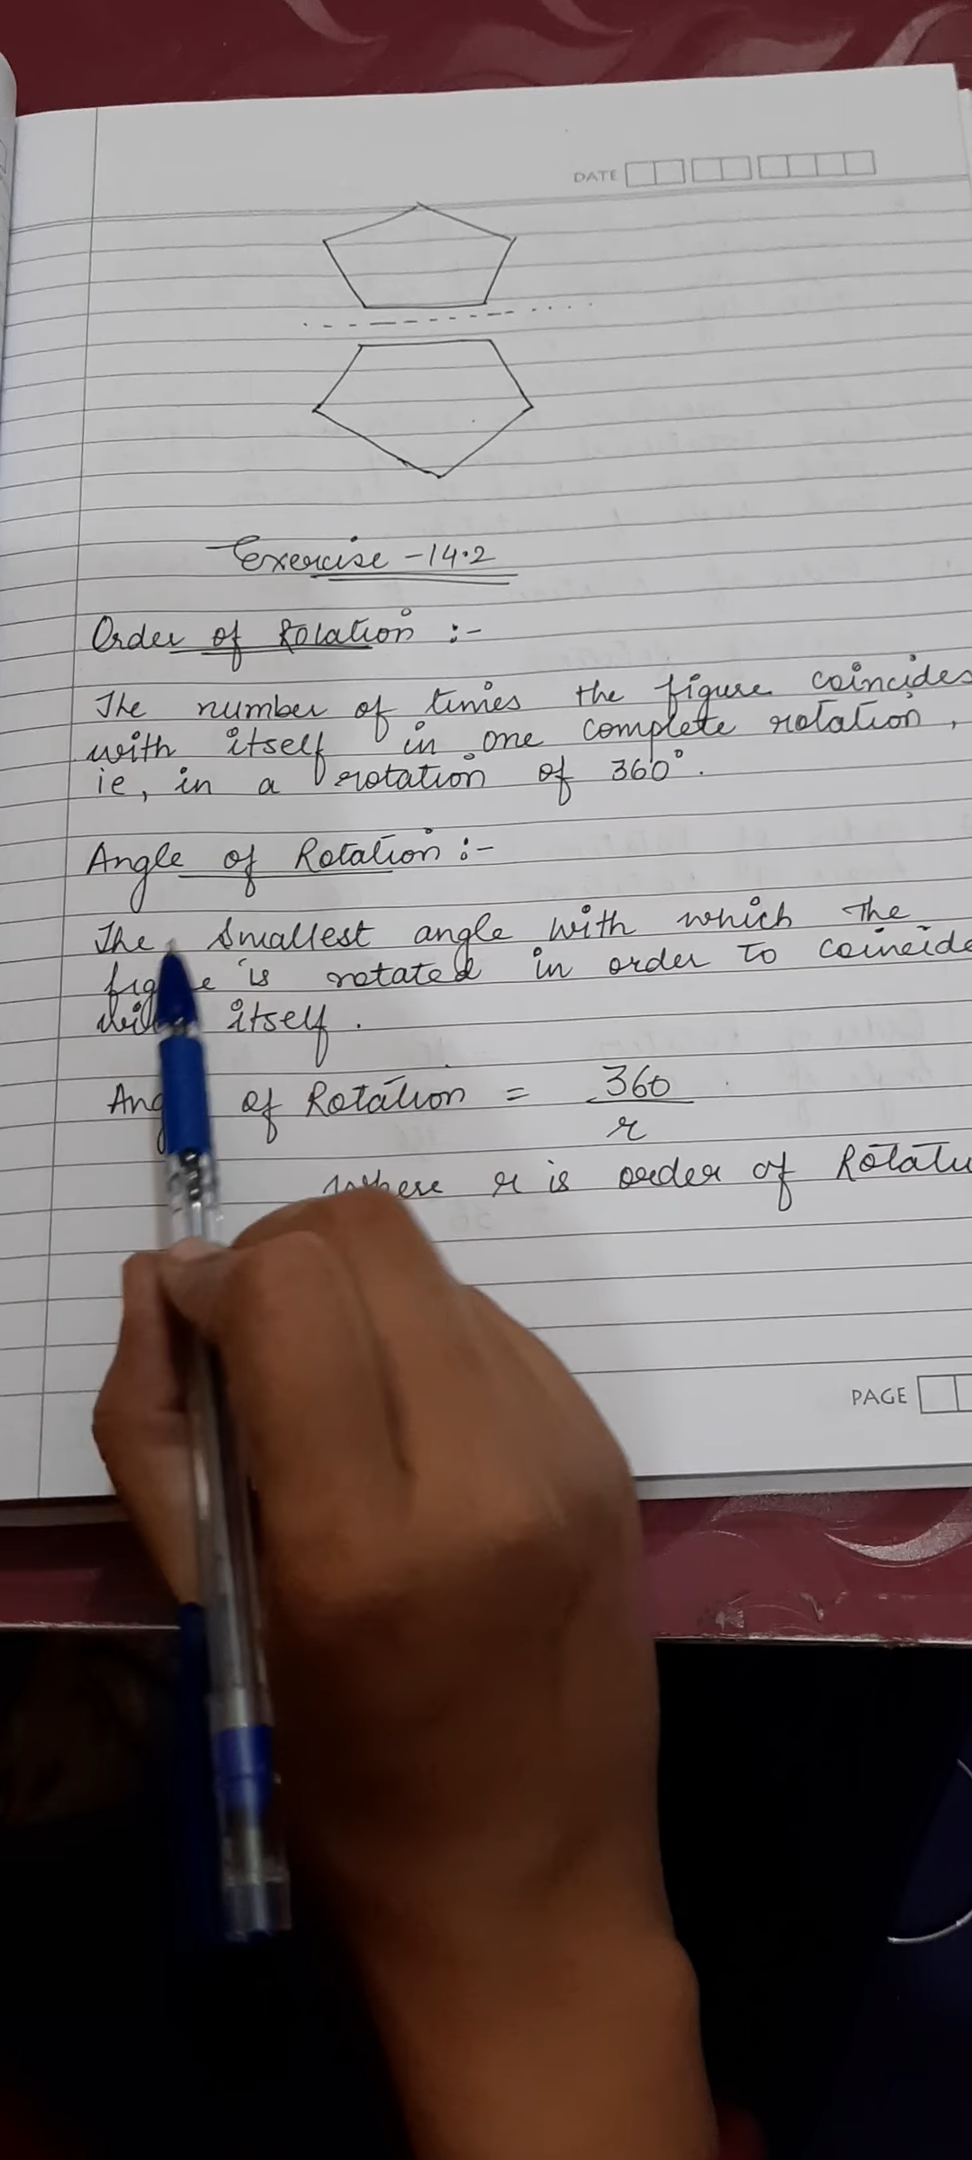 DATE
Exercise - 14.2
Order of Rotation :-
The number of times the figure coincides
with itself in one complete rotation,
ie, in a rotation of 360°.
Angle of Rotation :-
The smallest angle with which the
is rotated in order to coincide
itself.
of Rotation = 360
r
where r is order of
PAGE